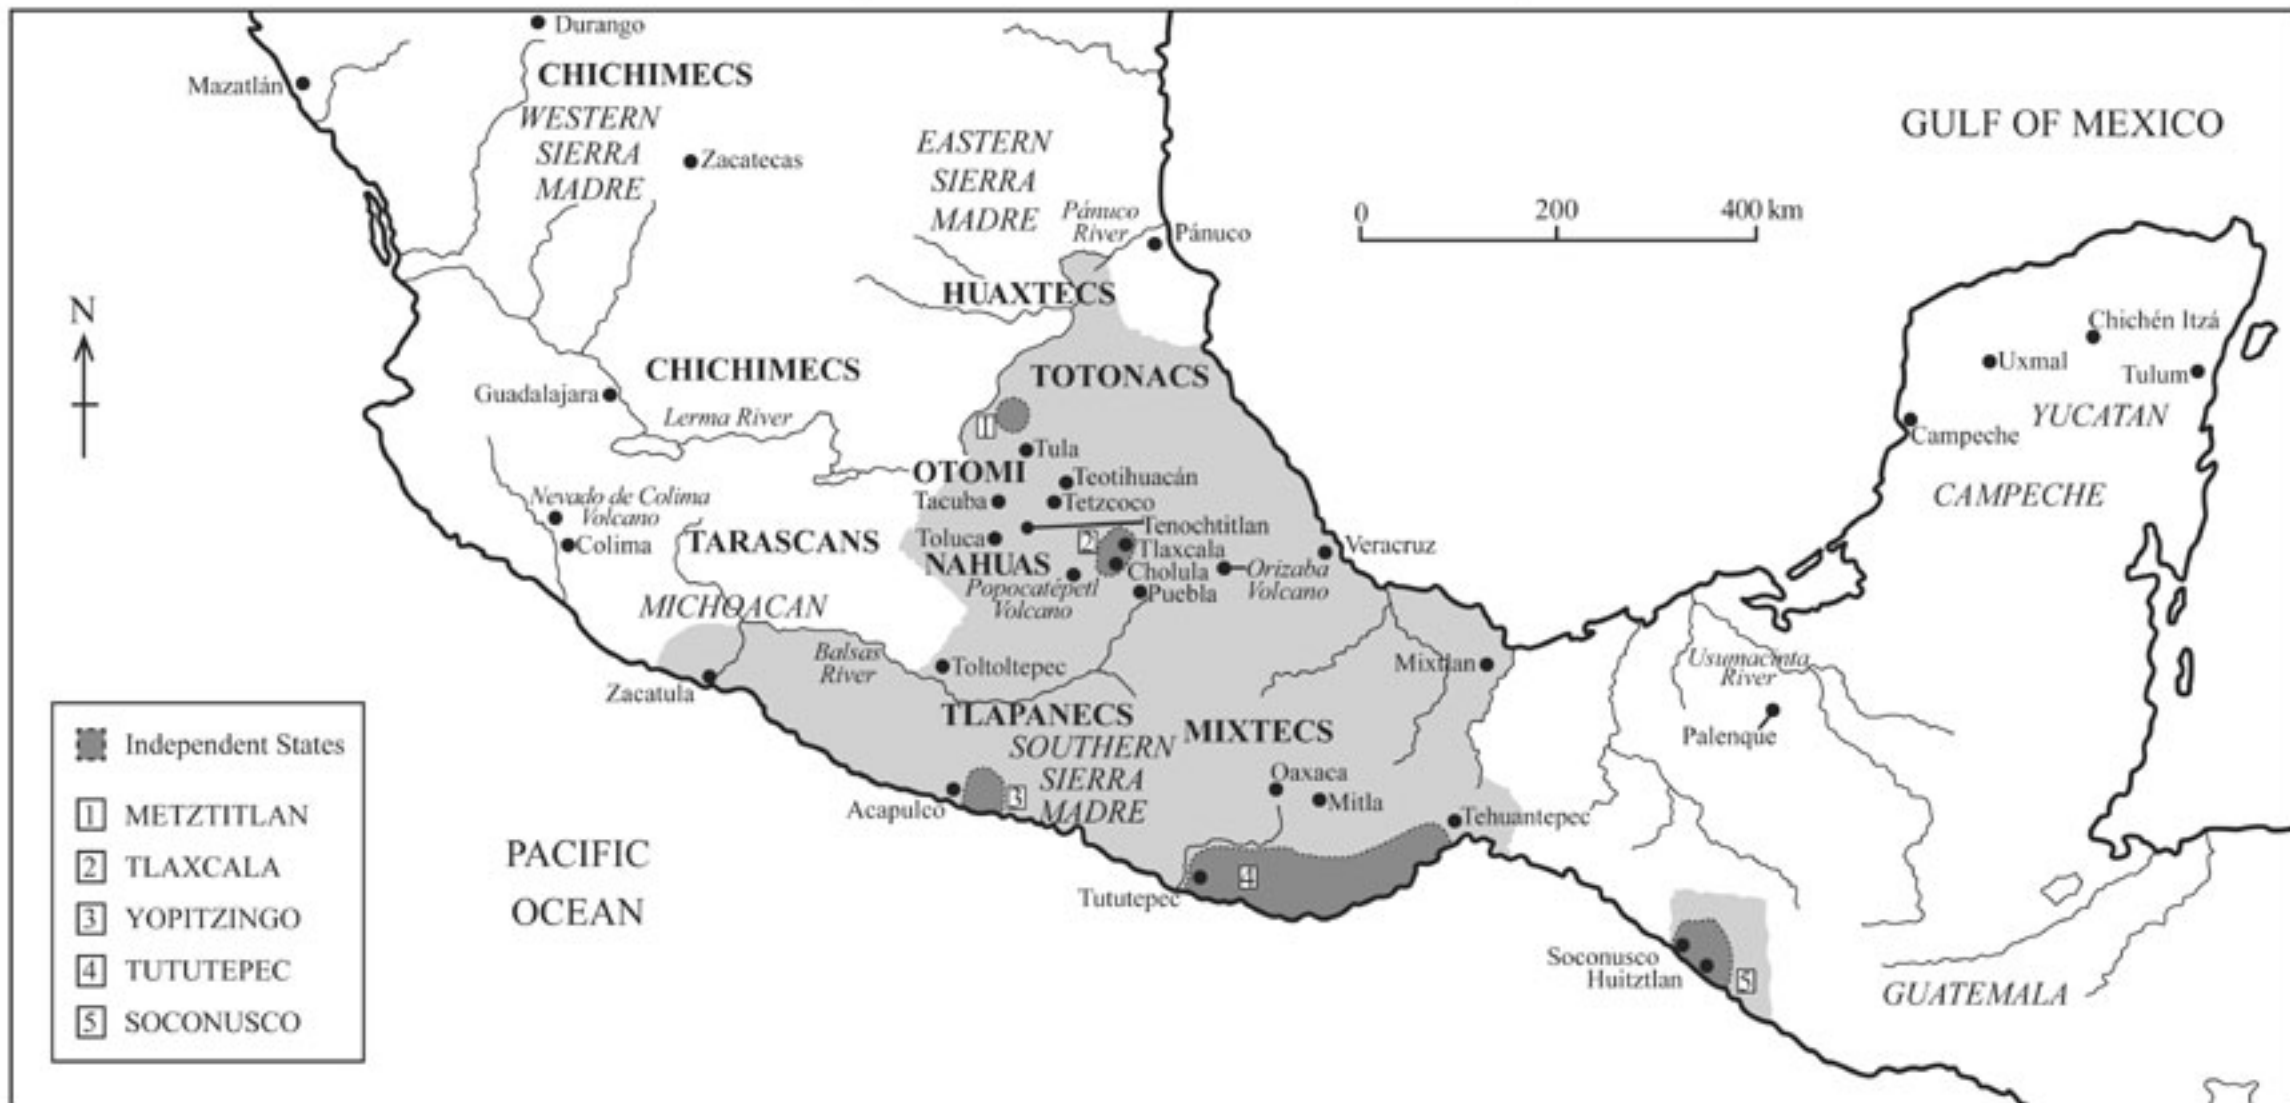 Durango
CHICHIMECS
Mazatlán
WESTERN
SIERRA
MADRE
Zacatecas
EASTERN
SIERRA
MADRE
Pánuco
River
Pánuco
GULF OF MEXICO
0 200 400 km
N
HUAXTECS
CHICHIMECS
TOTONACS
Guadalajara
Lerma River
1
Tula
OTOMI
Teotihuacán
Tacuba
Tetzcoco
Tenochtitlan
Toluca
2
Tlaxcala
NAHUAS
Cholula
Popocatépetl
Volcano
Puebla
Orizaba
Volcano
Veracruz
Nevado de Colima
Volcano
Colima
TARASCANS
MICHOACAN
Chichén Itzá
Uxmal
Tulum
YUCATAN
Campeche
CAMPECHE
Balsas
River
Toltoltepec
Zacatula
Mixtlan
Usumacinta
River
Palenque
TLAPANECS
SOUTHERN
SIERRA
MADRE
MIXTECS
Oaxaca
Mitla
Acapulco
3
Tehuantepec
Tututepec
4
Soconusco
Huitztlan
5
GUATEMALA
PACIFIC
OCEAN
Independent States
1 METZTITLAN
2 TLAXCALA
3 YOPITZINGO
4 TUTUTEPEC
5 SOCONUSCO